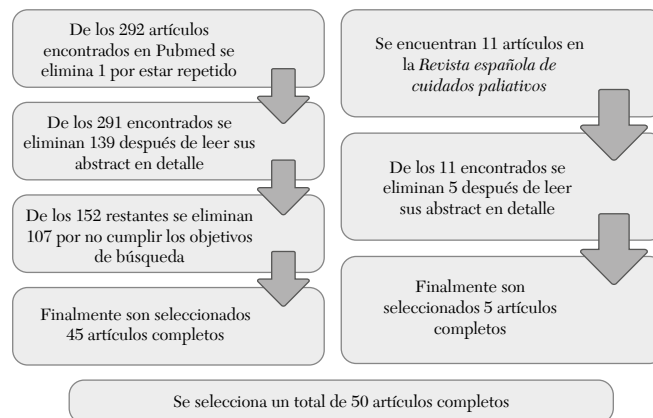 De los 292 artículos
encontrados en Pubmed se
elimina 1 por estar repetido
De los 291 encontrados se
eliminan 139 después de leer sus
abstract en detalle
De los 152 restantes se eliminan
107 por no cumplir los objetivos
de búsqueda
Finalmente son seleccionados
45 artículos completos
Se encuentran 11 artículos en
la Revista española de
cuidados paliativos
De los 11 encontrados se
eliminan 5 después de leer
sus abstract en detalle
Finalmente son
seleccionados 5 artículos
completos
Se selecciona un total de 50 artículos completos